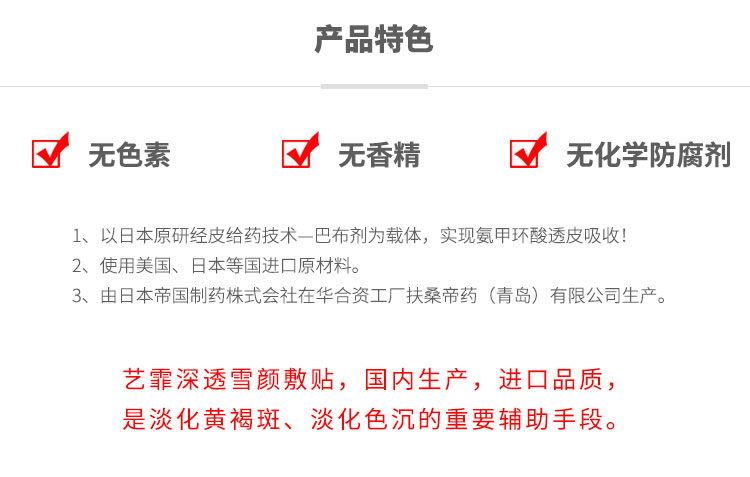 产品特色
无色素
无香精
无化学防腐剂
1、以日本原研经皮给药技术—巴布剂为载体，实现氨甲环酸透皮吸收！
2、使用美国、日本等国进口原材料。
3、由日本帝国制药株式会社在华合资工厂扶桑帝药（青岛）有限公司生产。
艺霏深透雪颜敷贴，国内生产，进口品质，
是淡化黄褐斑、淡化色沉的重要辅助手段。